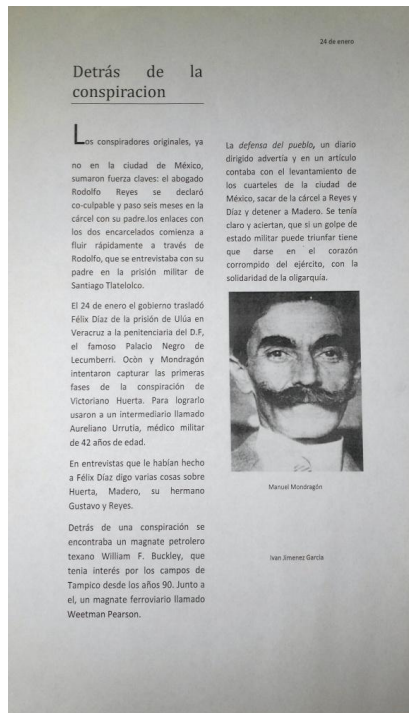 24 de enero
Detrás de la
conspiracion
Los conspiradores originales, ya
no en la ciudad de México,
sumaron fuerza claves: el abogado
Rodolfo Reyes se declaró
co-culpable y paso seis meses en la
cárcel con su padre.los enlaces con
los dos encarcelados comienza a
fluir rápidamente a través de
Rodolfo, que se entrevistaba con su
padre en la prisión militar de
Santiago Tlatelolco.
El 24 de enero el gobierno trasladó
Félix Díaz de la prisión de Ulúa en
Veracruz a la penitenciaria del D.F,
el famoso Palacio Negro de
Lecumberri. Ocòn y Mondragón
intentaron capturar las primeras
fases de la conspiración de
Victoriano Huerta. Para lograrlo
usaron a un intermediario llamado
Aureliano Urrutia, médico militar
de 42 años de edad.
En entrevistas que le habían hecho
a Félix Díaz digo varias cosas sobre
Huerta, Madero, su hermano
Gustavo y Reyes.
Detrás de una conspiración se
encontraba un magnate petrolero
texano William F. Buckley, que
tenia interés por los campos de
Tampico desde los años 90. Junto a
el, un magnate ferroviario llamado
Weetman Pearson.
La defensa del pueblo, un diario
dirigido advertía y en un artículo
contaba con el levantamiento de
los cuarteles de la ciudad de
México, sacar de la cárcel a Reyes y
Díaz y detener a Madero. Se tenía
claro y aciertan, que si un golpe de
estado militar puede triunfar tiene
que darse en el corazón
corrompido del ejército, con la
solidaridad de la oligarquía.
Manuel Mondragón
Ivan Jimenez Garcia